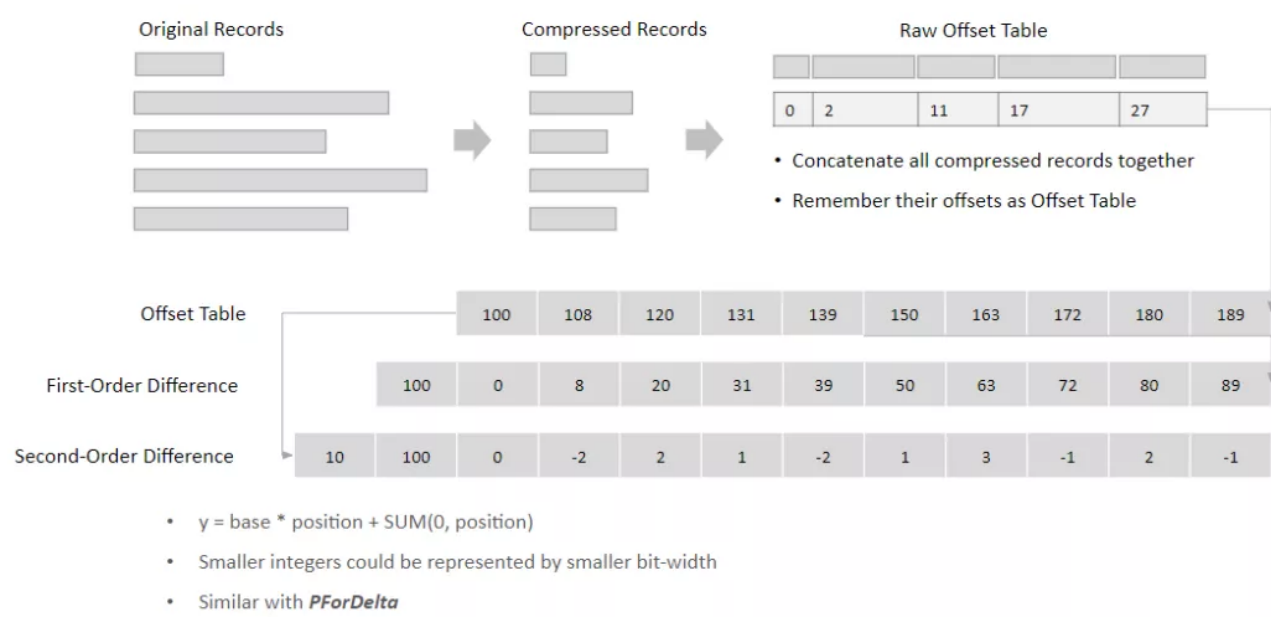 Original Records
Compressed Records
Raw Offset Table
0 2 11 17 27
• Concatenate all compressed records together
• Remember their offsets as Offset Table
Offset Table 100 108 120 131 139 150 163 172 180 189
First-Order Difference 100 0 8 20 31 39 50 63 72 80 89
Second-Order Difference 10 100 0 -2 2 1 -2 1 3 -1 2 -1
• y = base * position + SUM(0, position)
• Smaller integers could be represented by smaller bit-width
• Similar with PForDelta